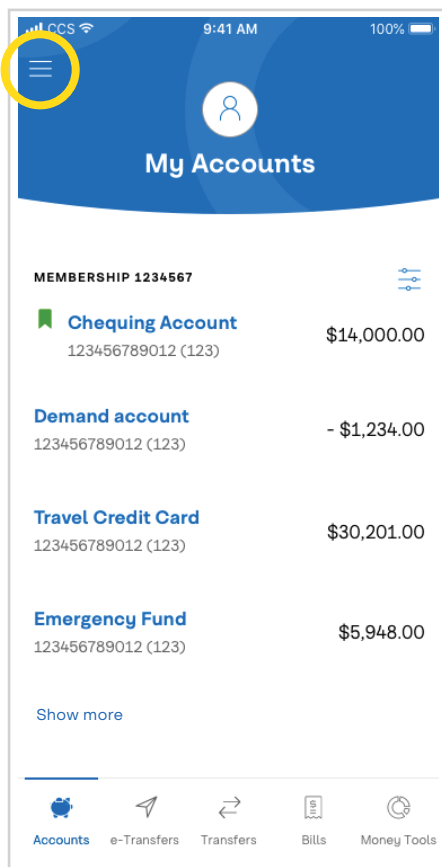 CCS 9:41 AM 100%
My Accounts
MEMBERSHIP 1234567
Chequing Account $14,000.00
123456789012 (123)
Demand account - $1,234.00
123456789012 (123)
Travel Credit Card $30,201.00
123456789012 (123)
Emergency Fund $5,948.00
123456789012 (123)
Show more
Accounts e-Transfers Transfers Bills Money Tools